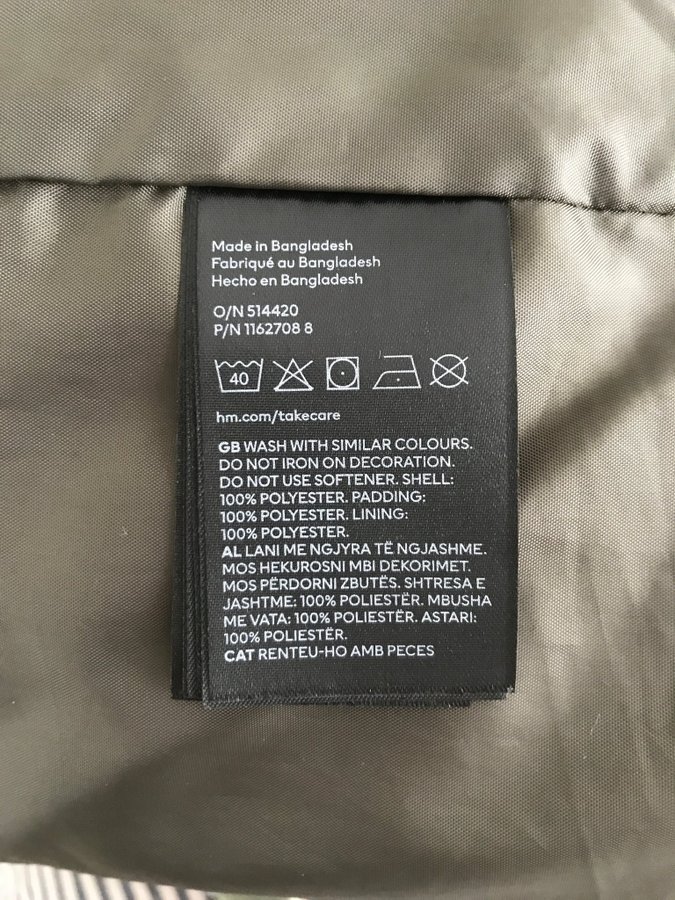 Made in Bangladesh
Fabriqué au Bangladesh
Hecho en Bangladesh
O/N 514420
P/N 1162708 8
40
hm.com/takecare
GB WASH WITH SIMILAR COLOURS.
DO NOT IRON ON DECORATION.
DO NOT USE SOFTENER. SHELL:
100% POLYESTER. PADDING:
100% POLYESTER. LINING:
100% POLYESTER.
AL LANI ME NGJYRA TË NGJASHME.
MOS HEKUROSNI MBI DEKORIMET.
MOS PËRDORNI ZBUTËS. SHTRESA E
JASHTME: 100% POLIESTËR. MBUSHA
ME VATA: 100% POLIESTËR. ASTARI:
100% POLIESTËR.
CAT RENTEU-HO AMB PECES